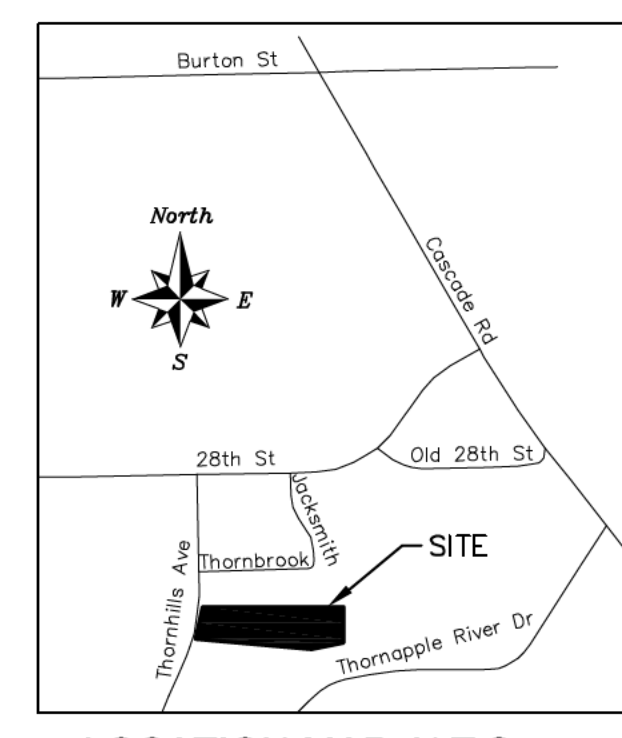 Burton St
North
W
E
S
Cascade Rd
28th St
Old 28th St
Jacksmith
Thornbrook
SITE
Thornhills Ave
Thornapple River Dr